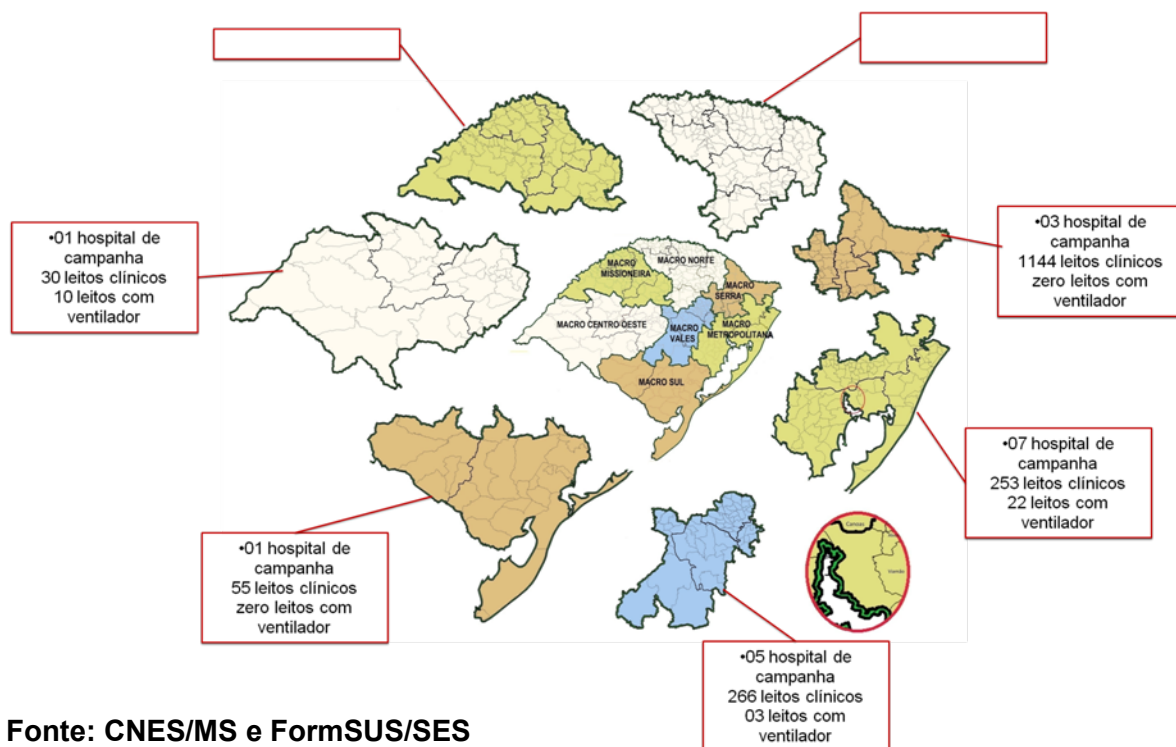 •01 hospital de
campanha
30 leitos clínicos
10 leitos com
ventilador
•03 hospital de
campanha
1144 leitos clínicos
zero leitos com
ventilador
MACRO
MISSIONEIRA
MACRO NORTE
MACRO
SERRA
MACRO CENTRO OESTE
MACRO
VALES
MACRO
METROPOLITANA
MACRO SUL
•07 hospital de
campanha
253 leitos clínicos
22 leitos com
ventilador
•01 hospital de
campanha
55 leitos clínicos
zero leitos com
ventilador
Canoas
Viamão
•05 hospital de
campanha
266 leitos clínicos
03 leitos com
ventilador
Fonte: CNES/MS e FormSUS/SES